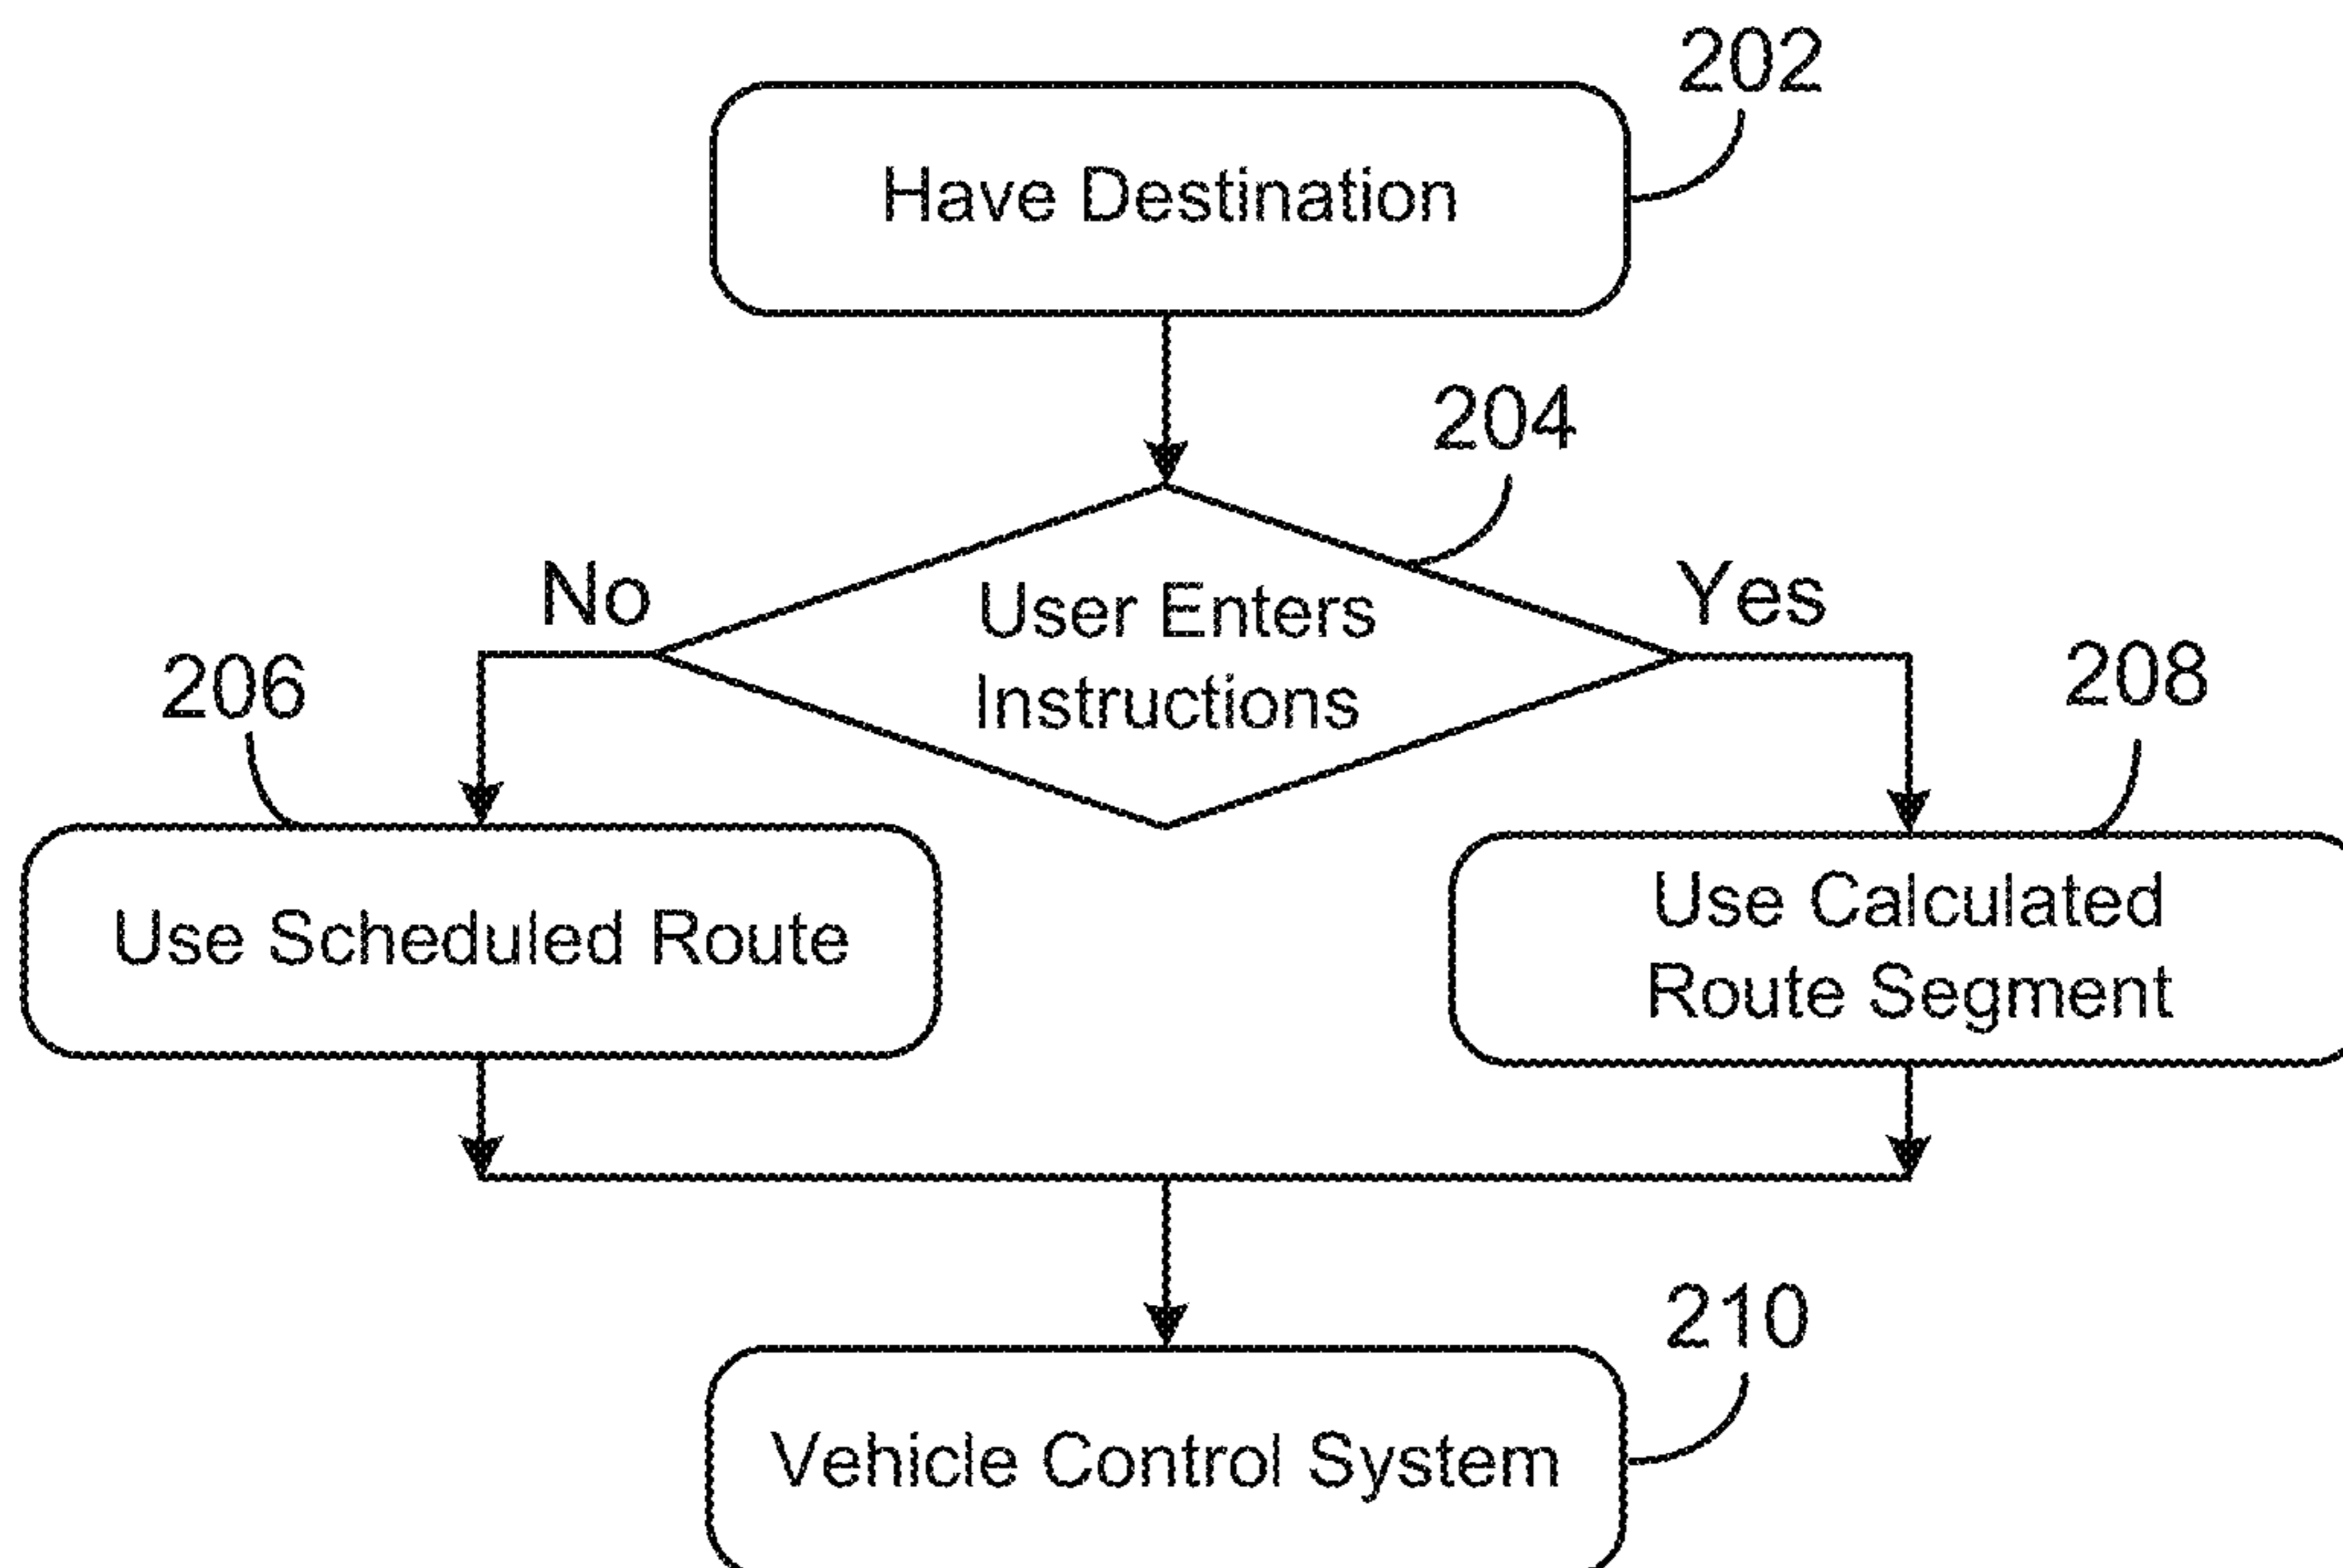 202
Have Destination
204
No
User Enters
Instructions
Yes
206
208
Use Scheduled Route
Use Calculated
Route Segment
210
Vehicle Control System